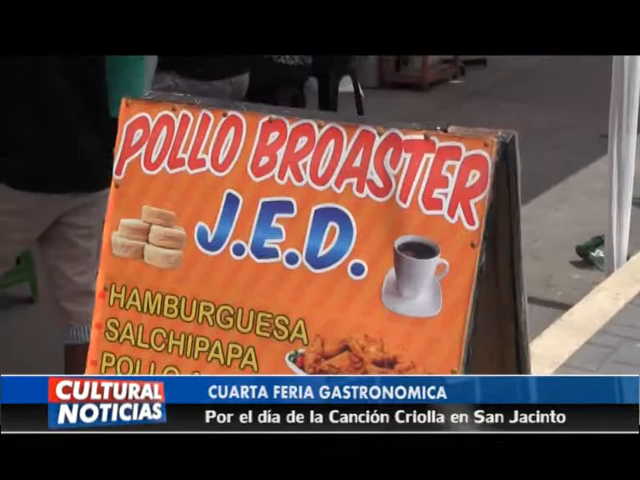 POLLO BROASTER
J.E.D.
HAMBURGUESA
SALCHIPAPA
POLLO
CULTURAL
NOTICIAS
CUARTA FERIA GASTRONOMICA
Por el día de la Canción Criolla en San Jacinto